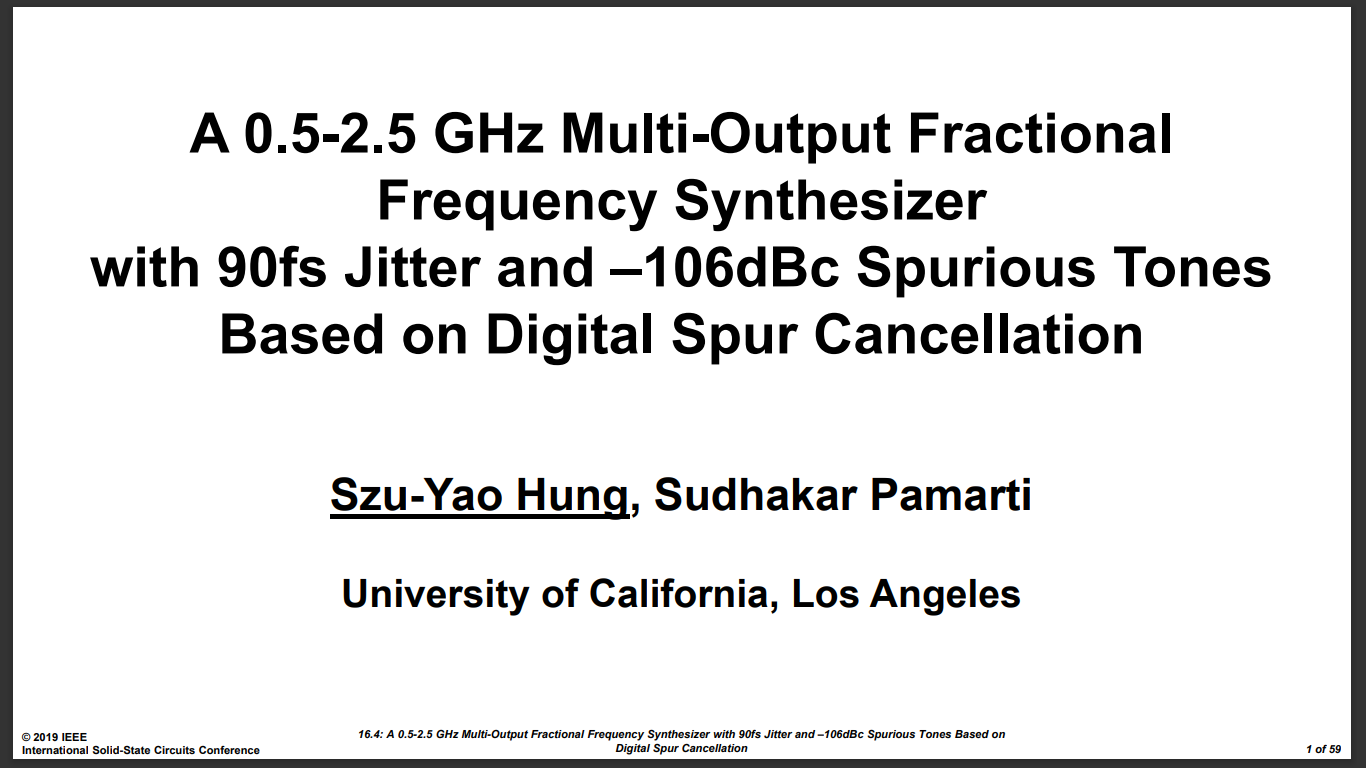 A 0.5-2.5 GHz Multi-Output Fractional
Frequency Synthesizer
with 90fs Jitter and –106dBc Spurious Tones
Based on Digital Spur Cancellation
Szu-Yao Hung, Sudhakar Pamarti
University of California, Los Angeles
© 2019 IEEE
International Solid-State Circuits Conference
16.4: A 0.5-2.5 GHz Multi-Output Fractional Frequency Synthesizer with 90fs Jitter and –106dBc Spurious Tones Based on
Digital Spur Cancellation
1 of 59